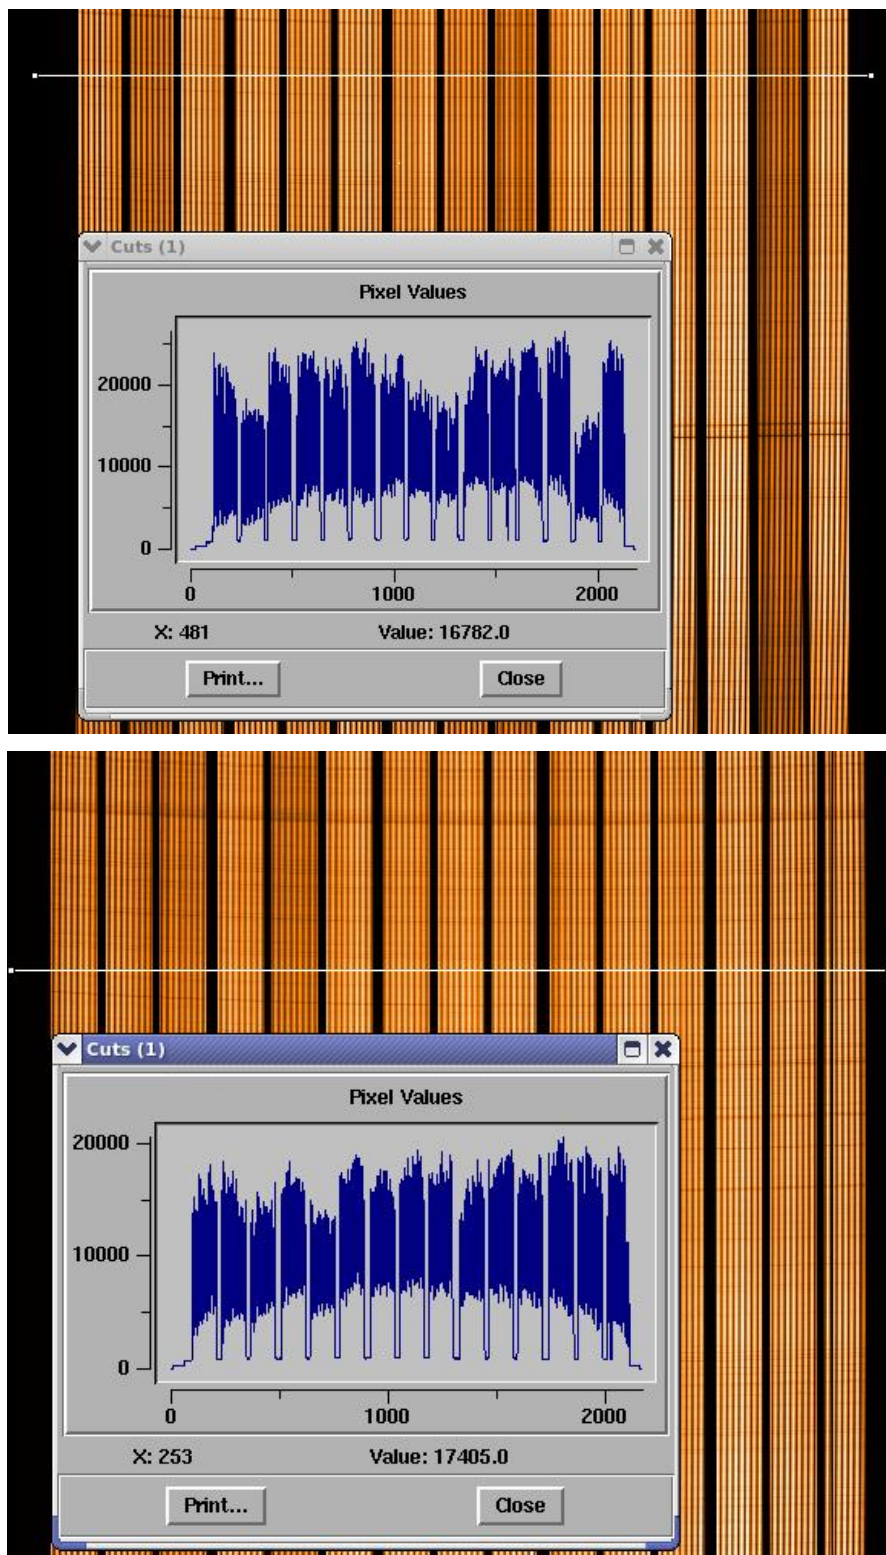 Cuts (1)
Pixel Values
20000
10000
0
0 1000 2000
X: 481 Value: 16782.0
Print... Close
Cuts (1)
Pixel Values
20000
10000
0
0 1000 2000
X: 253 Value: 17405.0
Print... Close